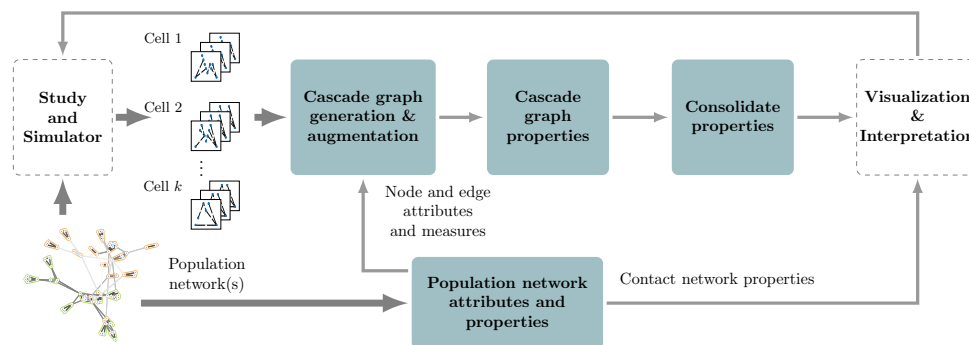 Study
and
Simulator
Cell 1
Cell 2
⋮
Cell k
Cascade graph
generation &
augmentation
Cascade
graph
properties
Consolidate
properties
Visualization
&
Interpretation
Node and edge
attributes
and measures
Population
network(s)
Population network
attributes and
properties
Contact network properties